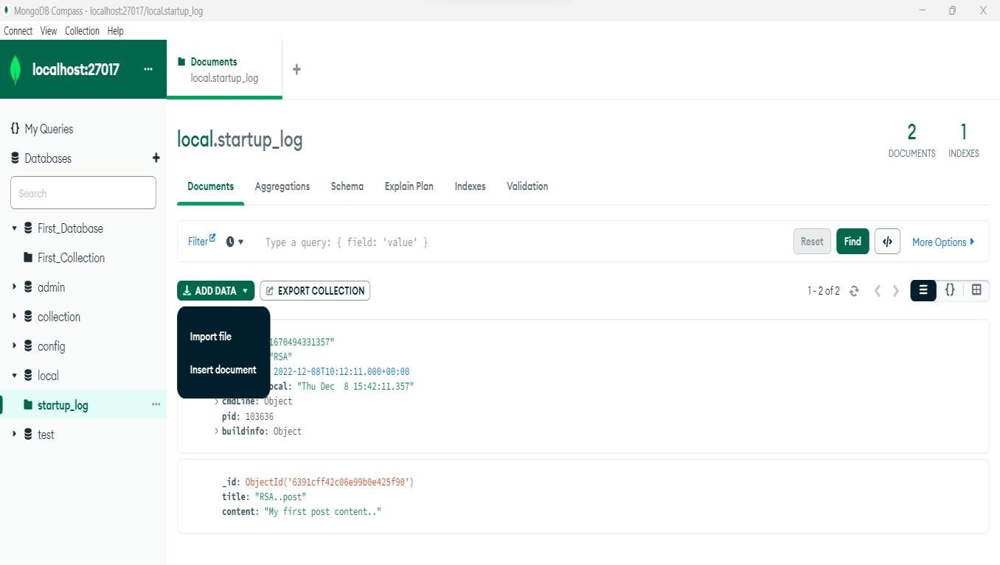 MongoDB Compass - localhost:27017/local.startup_log
Connect View Collection Help
localhost:27017 ...
Documents
local.startup_log
+
{} My Queries
Databases +
Search
First_Database
First_Collection
admin
collection
config
local
startup_log ...
test
local.startup_log
2
DOCUMENTS
1
INDEXES
Documents Aggregations Schema Explain Plan Indexes Validation
Filter Type a query: { field: 'value' } Reset Find </> More Options
ADD DATA EXPORT COLLECTION 1 - 2 of 2 {}
Import file
Insert document
1670494331357"
"RSA"
2022-12-08T10:12:11.000+00:00
ocal: "Thu Dec 8 15:42:11.357"
> cmdLine: Object
pid: 103636
> buildinfo: Object
_id: ObjectId('6391cff42c06e99b0e425f90')
title: "RSA..post"
content: "My first post content.."